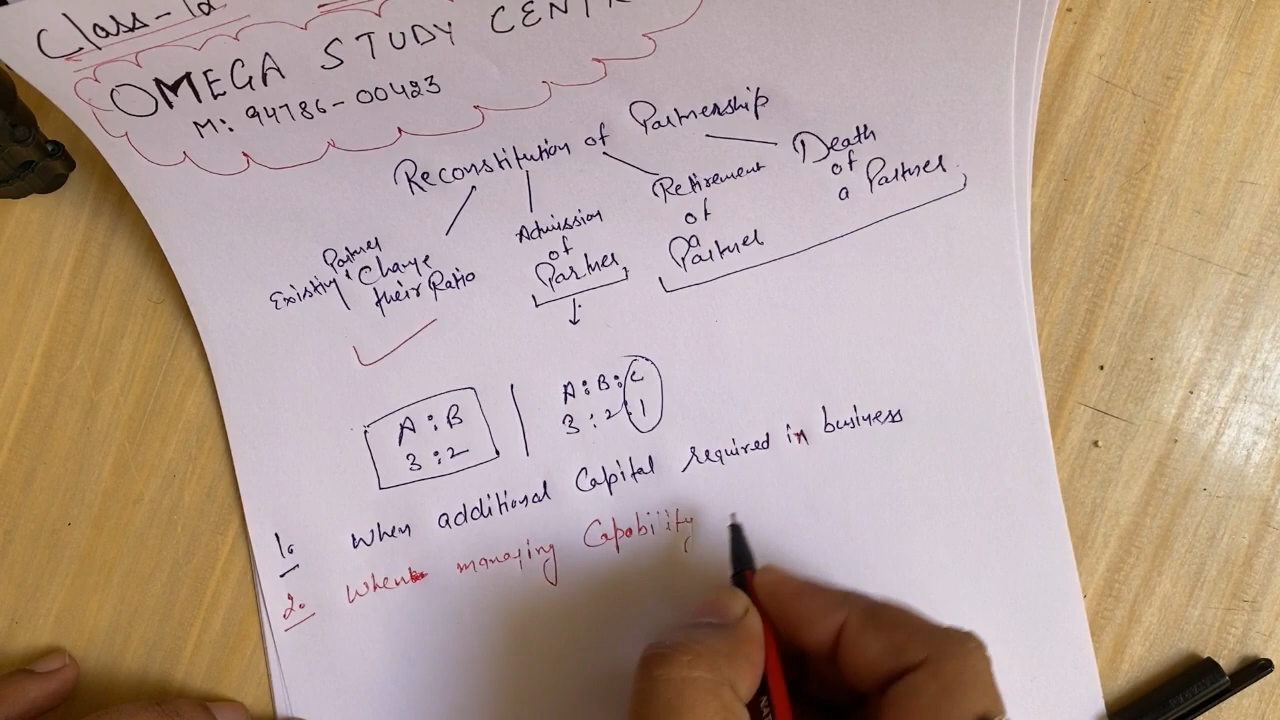 Class-12
OMEGA STUDY CENTR
M: 94786-00423
Reconstitution of Partnership
Existing Partner Change their Ratio
Admission of Partner
Retirement of a Partner
Death of a Partner
A : B
3 : 2
A : B : C
3 : 2 : 1
1. When additional Capital required in business
2. When managing Capability